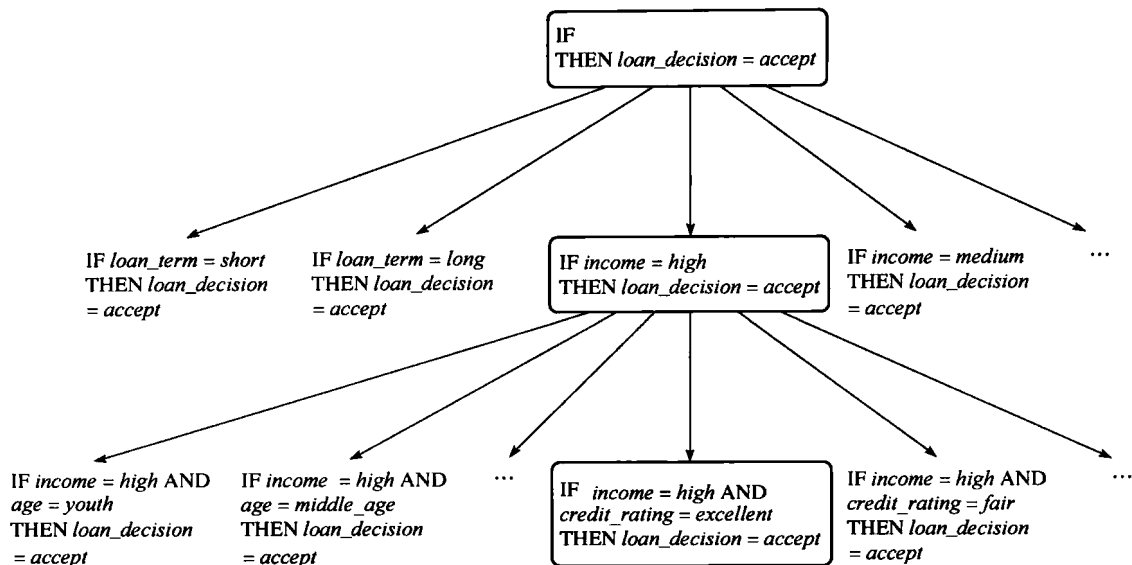 IF
THEN loan_decision = accept
IF loan_term = short
THEN loan_decision
= accept
IF loan_term = long
THEN loan_decision
= accept
IF income = high
THEN loan_decision = accept
IF income = medium
THEN loan_decision
= accept
...
IF income = high AND
age = youth
THEN loan_decision
= accept
IF income = high AND
age = middle_age
THEN loan_decision
= accept
...
IF income = high AND
credit_rating = excellent
THEN loan_decision = accept
IF income = high AND
credit_rating = fair
THEN loan_decision
= accept
...